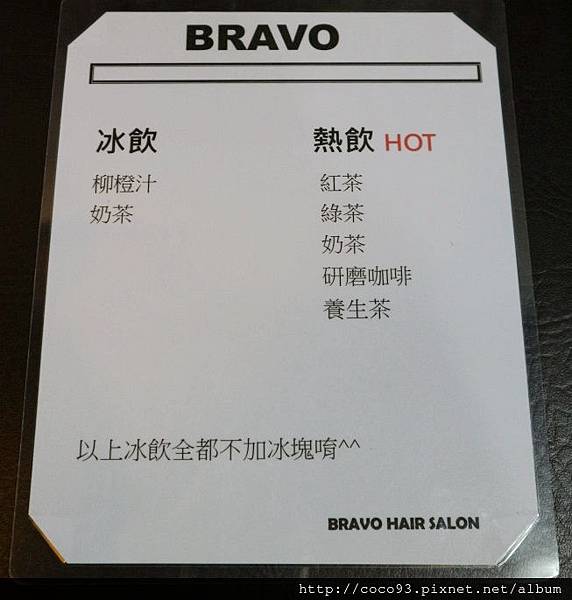 BRAVO
冰飲
柳橙汁
奶茶
熱飲 HOT
紅茶
綠茶
奶茶
研磨咖啡
養生茶
以上冰飲全都不加冰塊唷^^
BRAVO HAIR SALON
http://coco93.pixnet.net/album